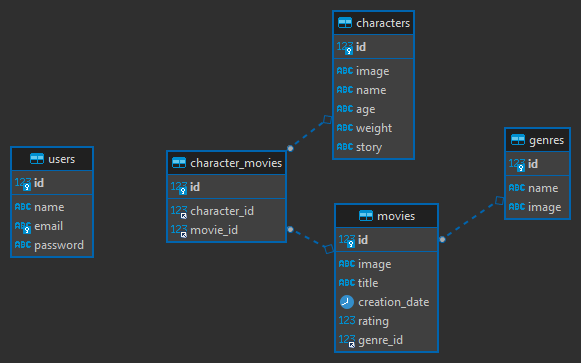 users
123 id
ABC name
ABC email
ABC password
character_movies
123 id
123 character_id
123 movie_id
characters
123 id
ABC image
ABC name
ABC age
ABC weight
ABC story
movies
123 id
ABC image
ABC title
creation_date
123 rating
123 genre_id
genres
123 id
ABC name
ABC image